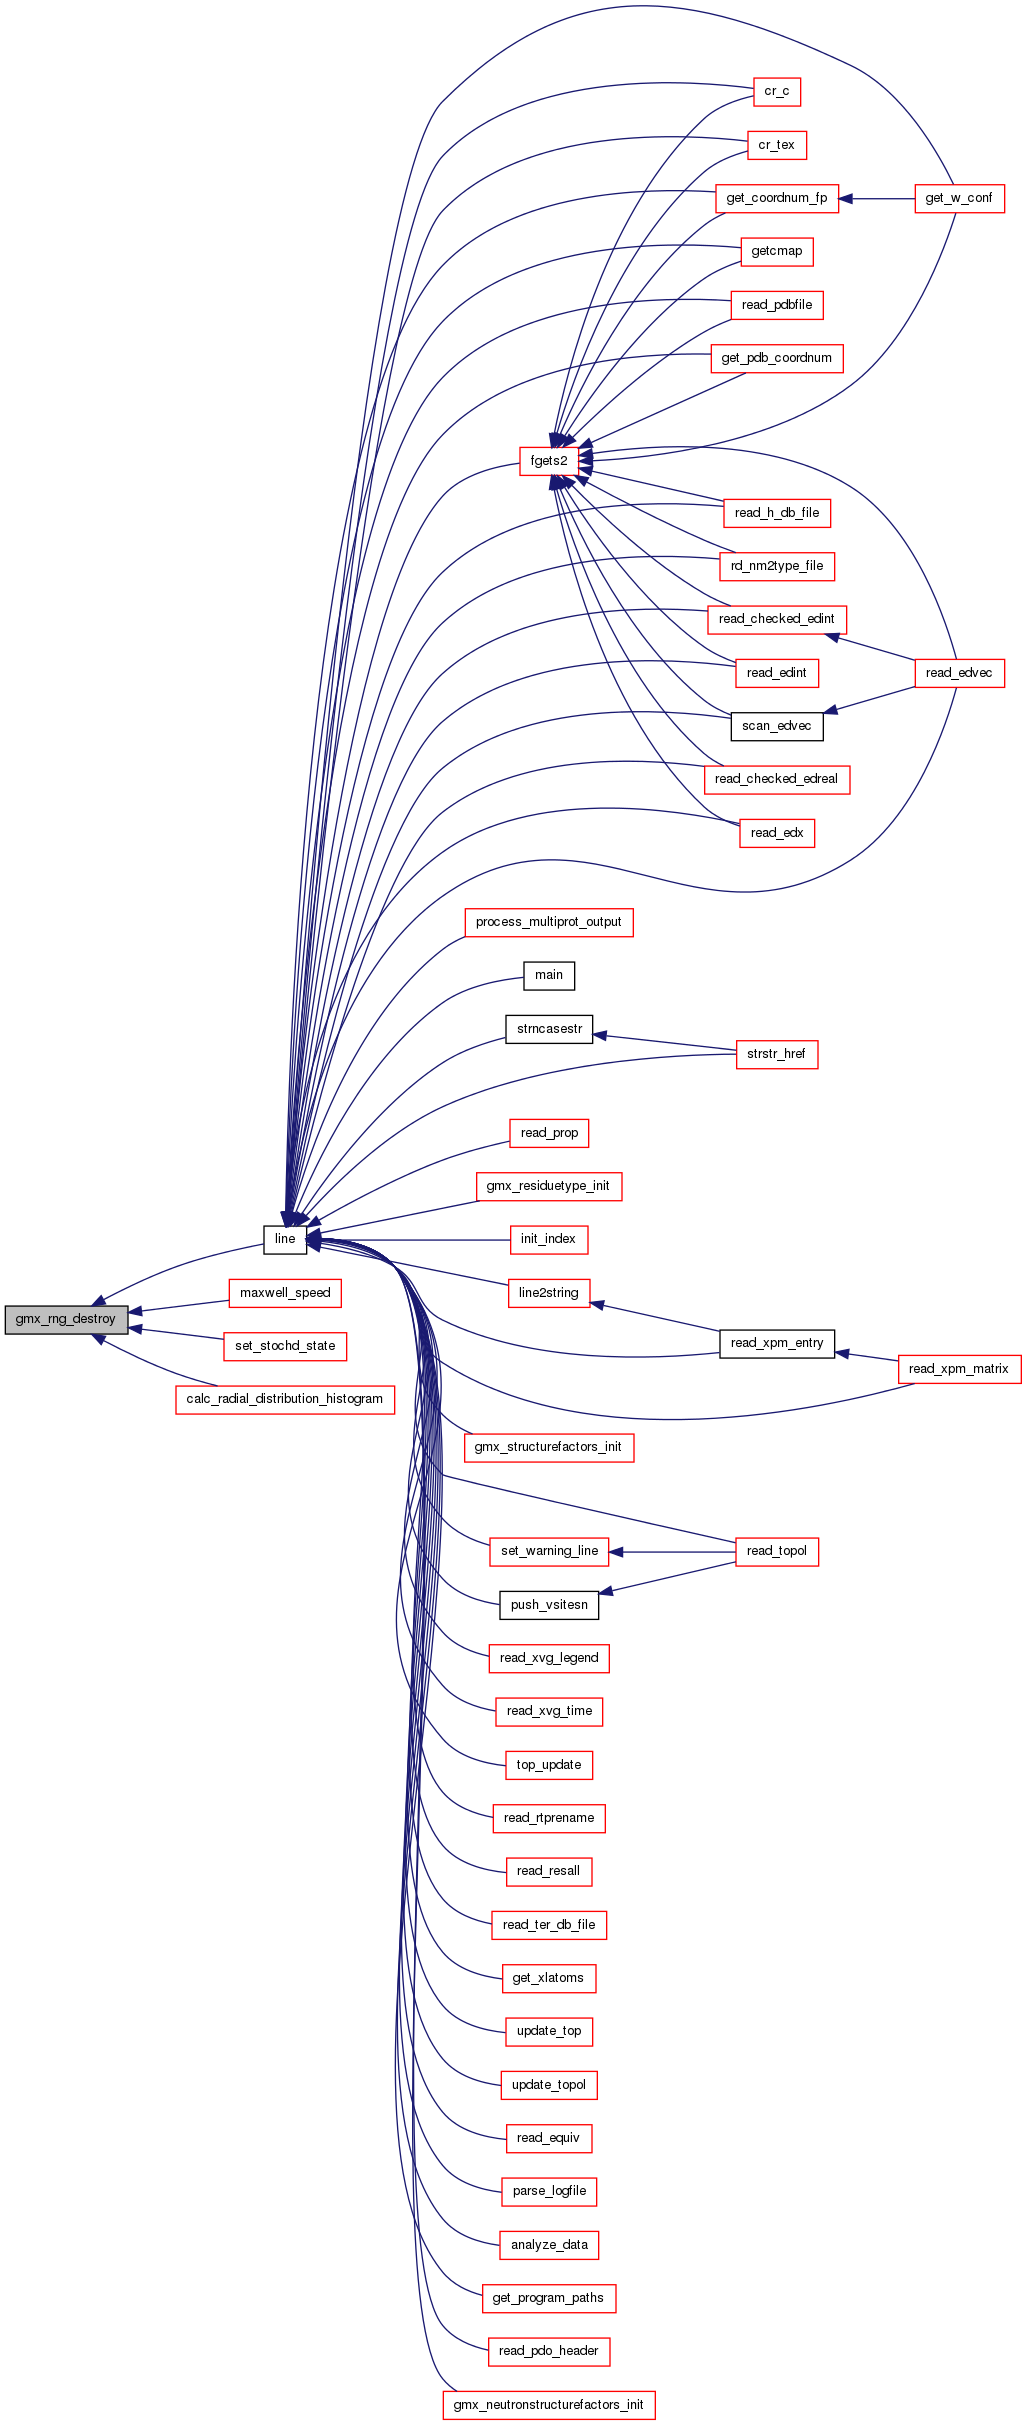 cr_c
cr_tex
get_coordnum_fp
get_w_conf
getcmap
read_pdbfile
get_pdb_coordnum
fgets2
read_h_db_file
rd_nm2type_file
read_checked_edint
read_edint
read_edvec
scan_edvec
read_checked_edreal
read_edx
process_multiprot_output
main
strncasestr
strstr_href
read_prop
gmx_residuetype_init
line
init_index
maxwell_speed
line2string
gmx_rng_destroy
set_stochd_state
read_xpm_entry
read_xpm_matrix
calc_radial_distribution_histogram
gmx_structurefactors_init
set_warning_line
read_topol
push_vsitesn
read_xvg_legend
read_xvg_time
top_update
read_rtprename
read_resall
read_ter_db_file
get_xlatoms
update_top
update_topol
read_equiv
parse_logfile
analyze_data
get_program_paths
read_pdo_header
gmx_neutronstructurefactors_init